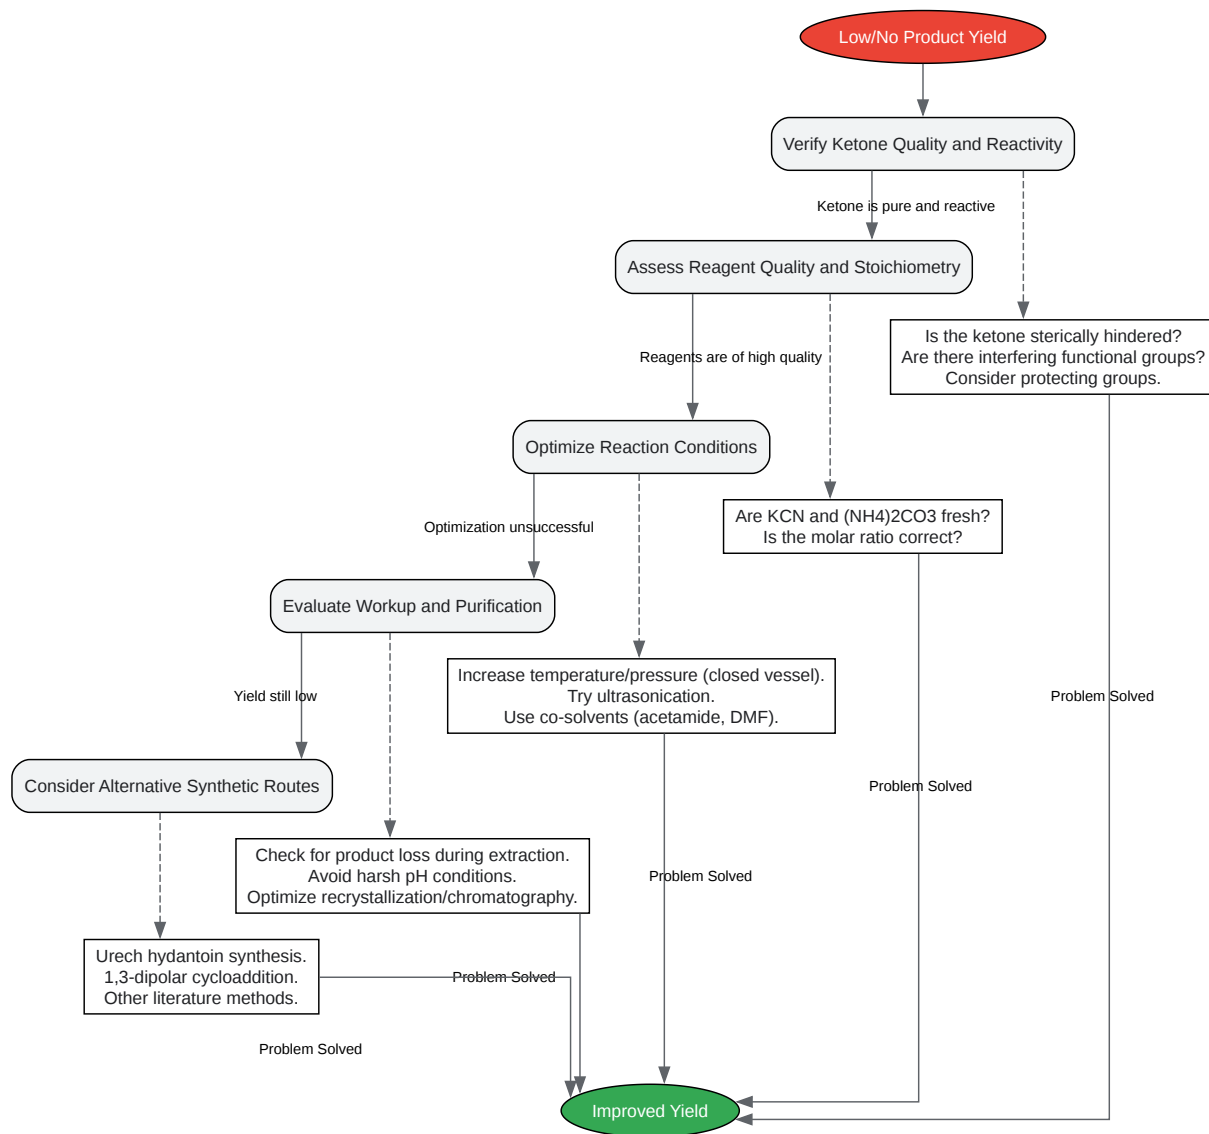 Low/No Product Yield
Verify Ketone Quality and Reactivity
Ketone is pure and reactive
Assess Reagent Quality and Stoichiometry
Is the ketone sterically hindered?
Are there interfering functional groups?
Consider protecting groups.
Reagents are of high quality
Optimize Reaction Conditions
Are KCN and (NH4)2CO3 fresh?
Is the molar ratio correct?
Optimization unsuccessful
Evaluate Workup and Purification
Increase temperature/pressure (closed vessel).
Try ultrasonication.
Use co-solvents (acetamide, DMF).
Yield still low
Problem Solved
Consider Alternative Synthetic Routes
Problem Solved
Check for product loss during extraction.
Avoid harsh pH conditions.
Optimize recrystallization/chromatography.
Problem Solved
Urech hydantoin synthesis.
1,3-dipolar cycloaddition.
Other literature methods.
Problem Solved
Problem Solved
Improved Yield